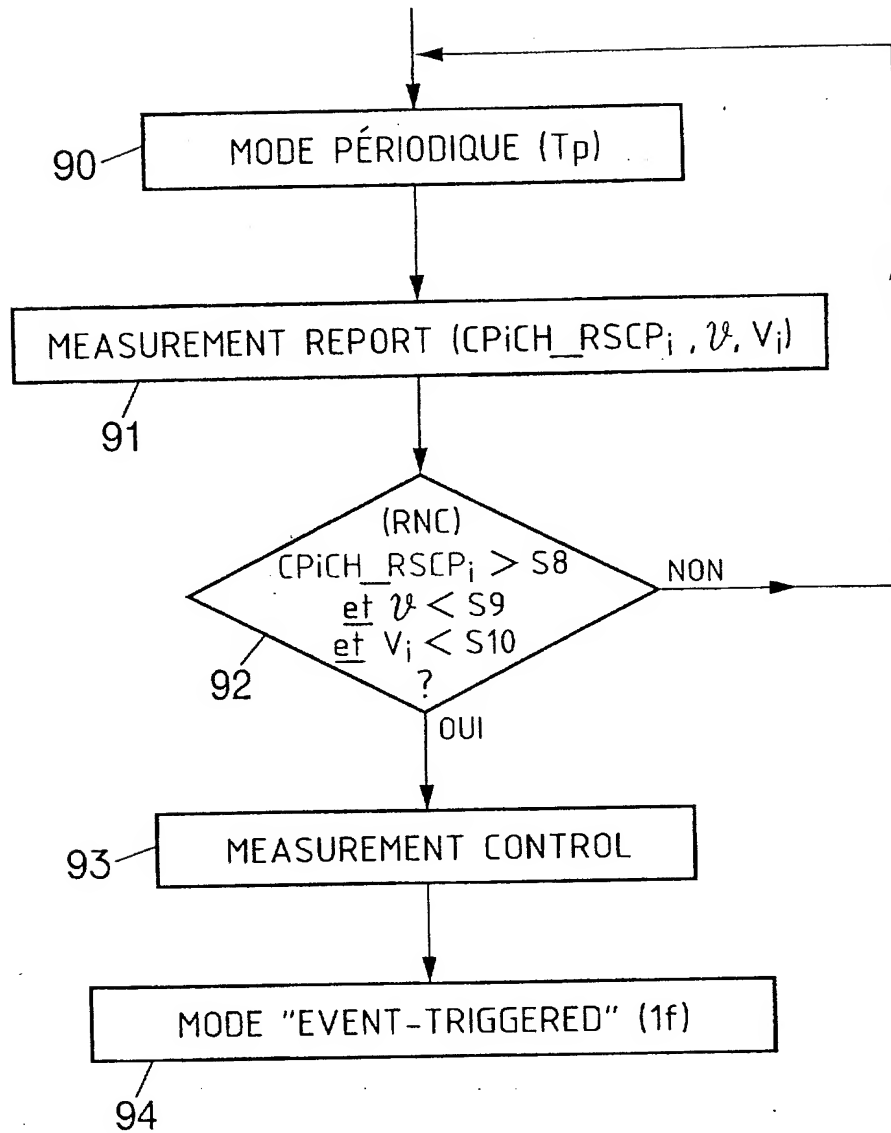 MODE PÉRIODIQUE (Tp)
90
MEASUREMENT REPORT (CPiCH_RSCPi , 𝓋, Vi)
91
(RNC)
CPiCH_RSCPi > S8
et 𝓋 < S9
et Vi < S10
?
NON
92
OUI
MEASUREMENT CONTROL
93
MODE "EVENT-TRIGGERED" (1f)
94